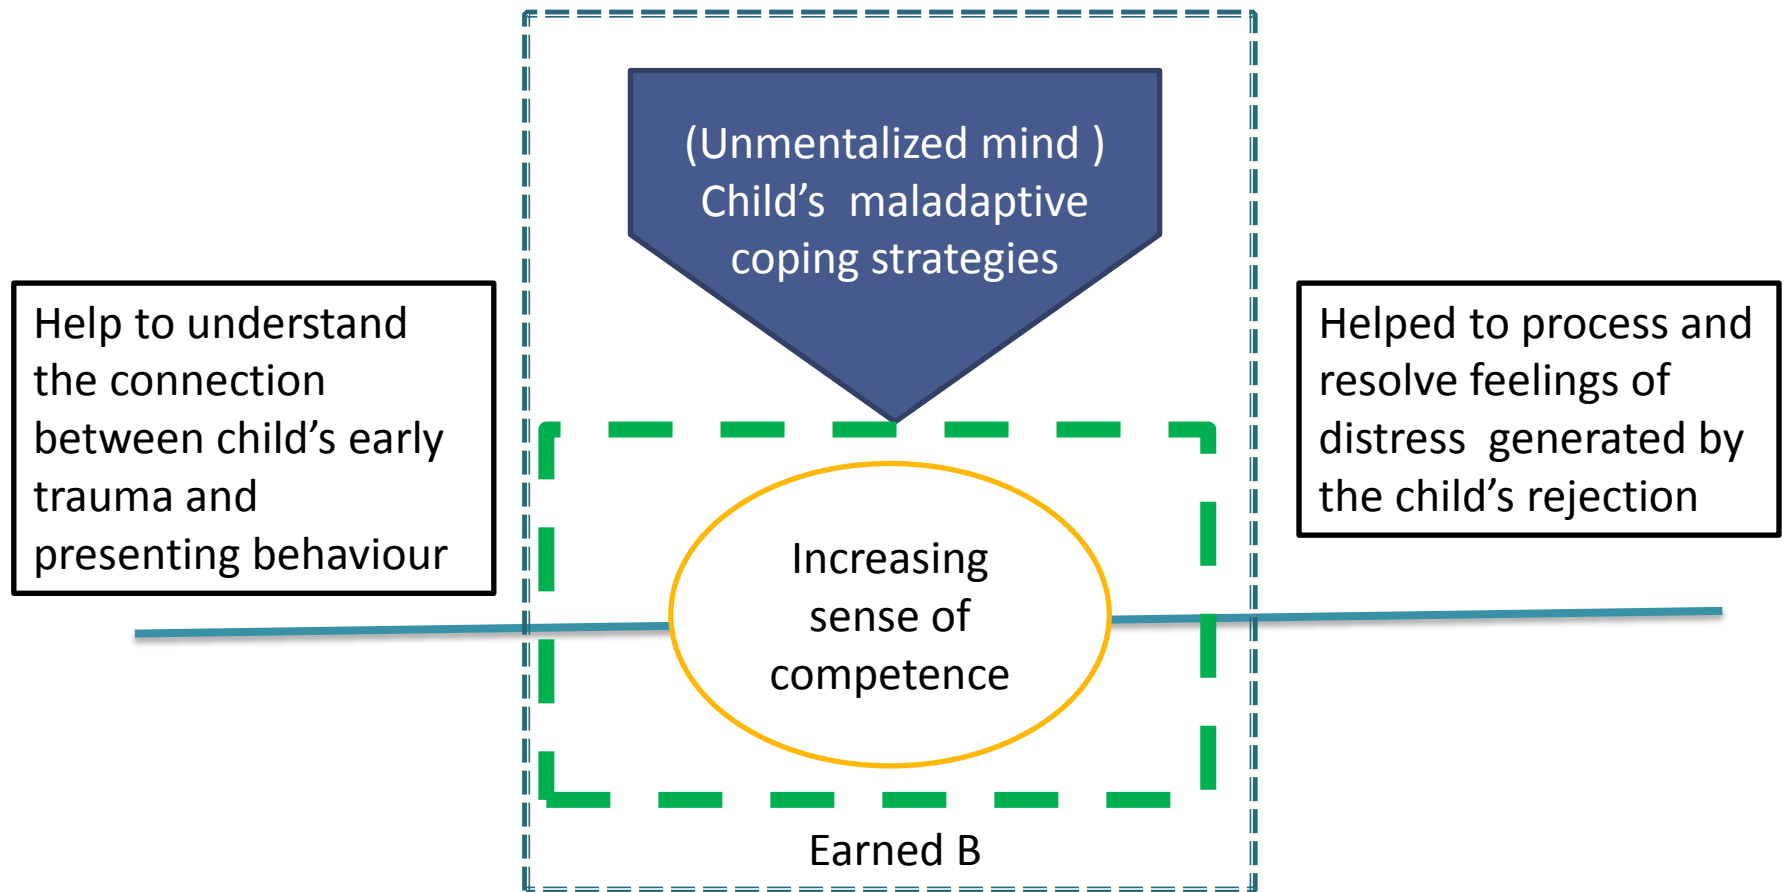 (Unmentalized mind )
Child’s  maladaptive
coping strategies
Help to understand
the connection
between child’s early
trauma and
presenting behaviour
Helped to process and
resolve feelings of
distress  generated by
the child’s rejection
Increasing
sense of
competence
Earned B